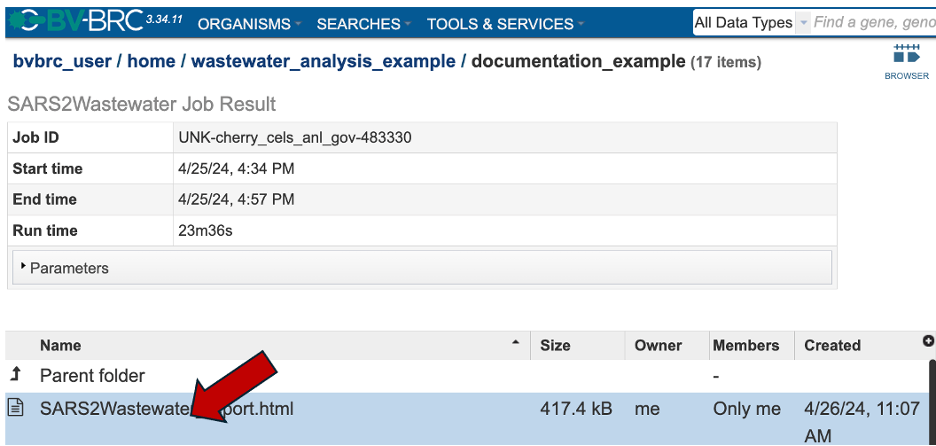 BV-BRC 3.34.11 ORGANISMS SEARCHES TOOLS & SERVICES All Data Types Find a gene, geno
bvbrc_user / home / wastewater_analysis_example / documentation_example (17 items)
BROWSER
SARS2Wastewater Job Result
Job ID UNK-cherry_cels_anl_gov-483330
Start time 4/25/24, 4:34 PM
End time 4/25/24, 4:57 PM
Run time 23m36s
Parameters
Name Size Owner Members Created
Parent folder -
SARS2Wastewater port.html 417.4 kB me Only me 4/26/24, 11:07
AM